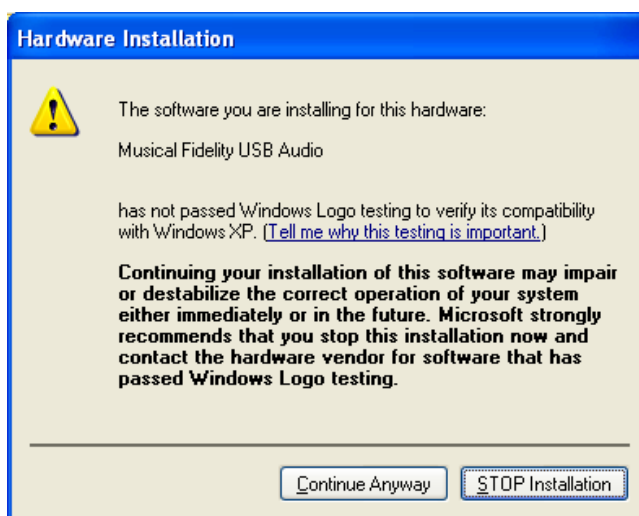 Hardware Installation
The software you are installing for this hardware:
Musical Fidelity USB Audio
has not passed Windows Logo testing to verify its compatibility
with Windows XP. (Tell me why this testing is important.)
Continuing your installation of this software may impair
or destabilize the correct operation of your system
either immediately or in the future. Microsoft strongly
recommends that you stop this installation now and
contact the hardware vendor for software that has
passed Windows Logo testing.
Continue Anyway
STOP Installation